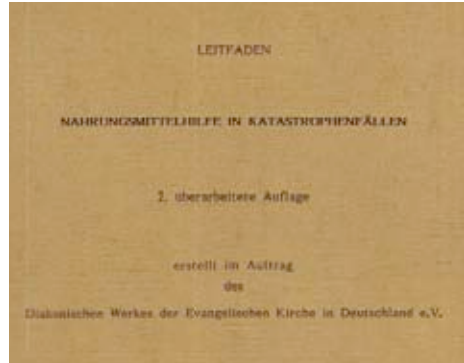 LEITFADEN
NAHRUNGSMITTELHILFE IN KATASTROPHENFÄLLEN
2. überarbeitete Auflage
erstellt im Auftrag
des
Diakonischen Werkes der Evangelischen Kirche in Deutschland e.V.